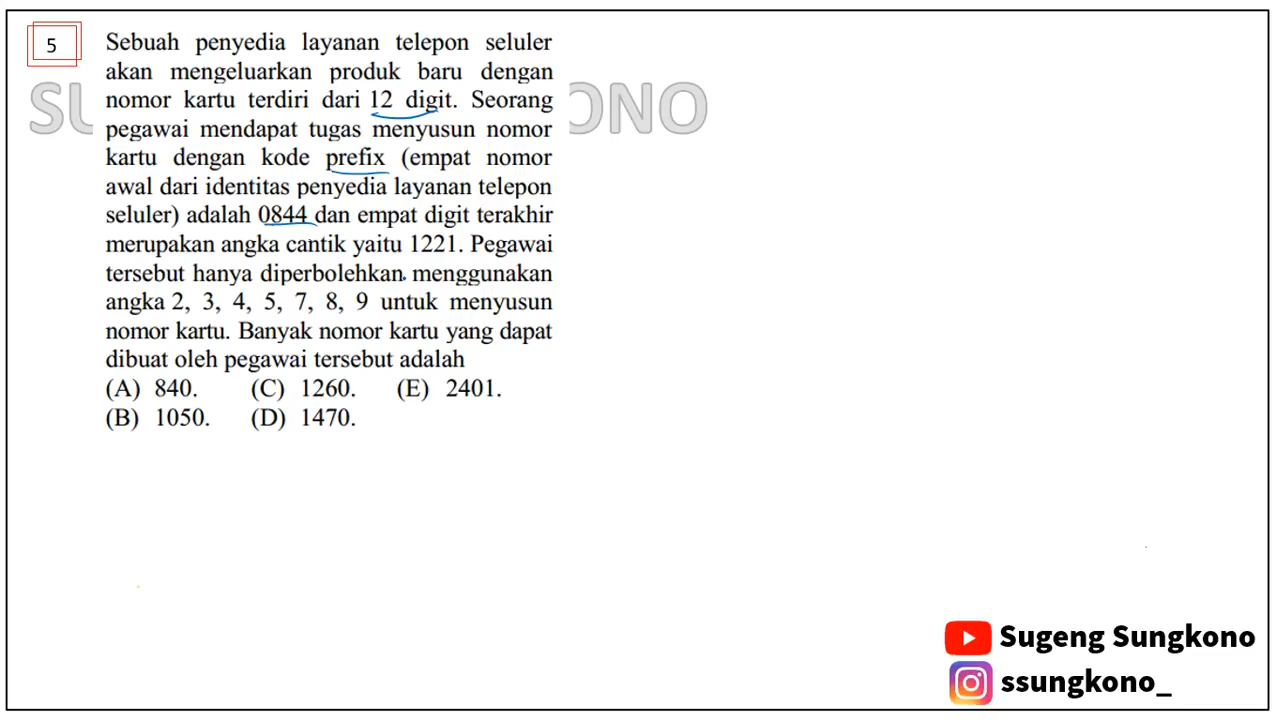 5
Sebuah penyedia layanan telepon seluler
akan mengeluarkan produk baru dengan
nomor kartu terdiri dari 12 digit. Seorang
pegawai mendapat tugas menyusun nomor
kartu dengan kode prefix (empat nomor
awal dari identitas penyedia layanan telepon
seluler) adalah 0844 dan empat digit terakhir
merupakan angka cantik yaitu 1221. Pegawai
tersebut hanya diperbolehkan menggunakan
angka 2, 3, 4, 5, 7, 8, 9 untuk menyusun
nomor kartu. Banyak nomor kartu yang dapat
dibuat oleh pegawai tersebut adalah
(A) 840. (C) 1260. (E) 2401.
(B) 1050. (D) 1470.
Sugeng Sungkono
ssungkono_